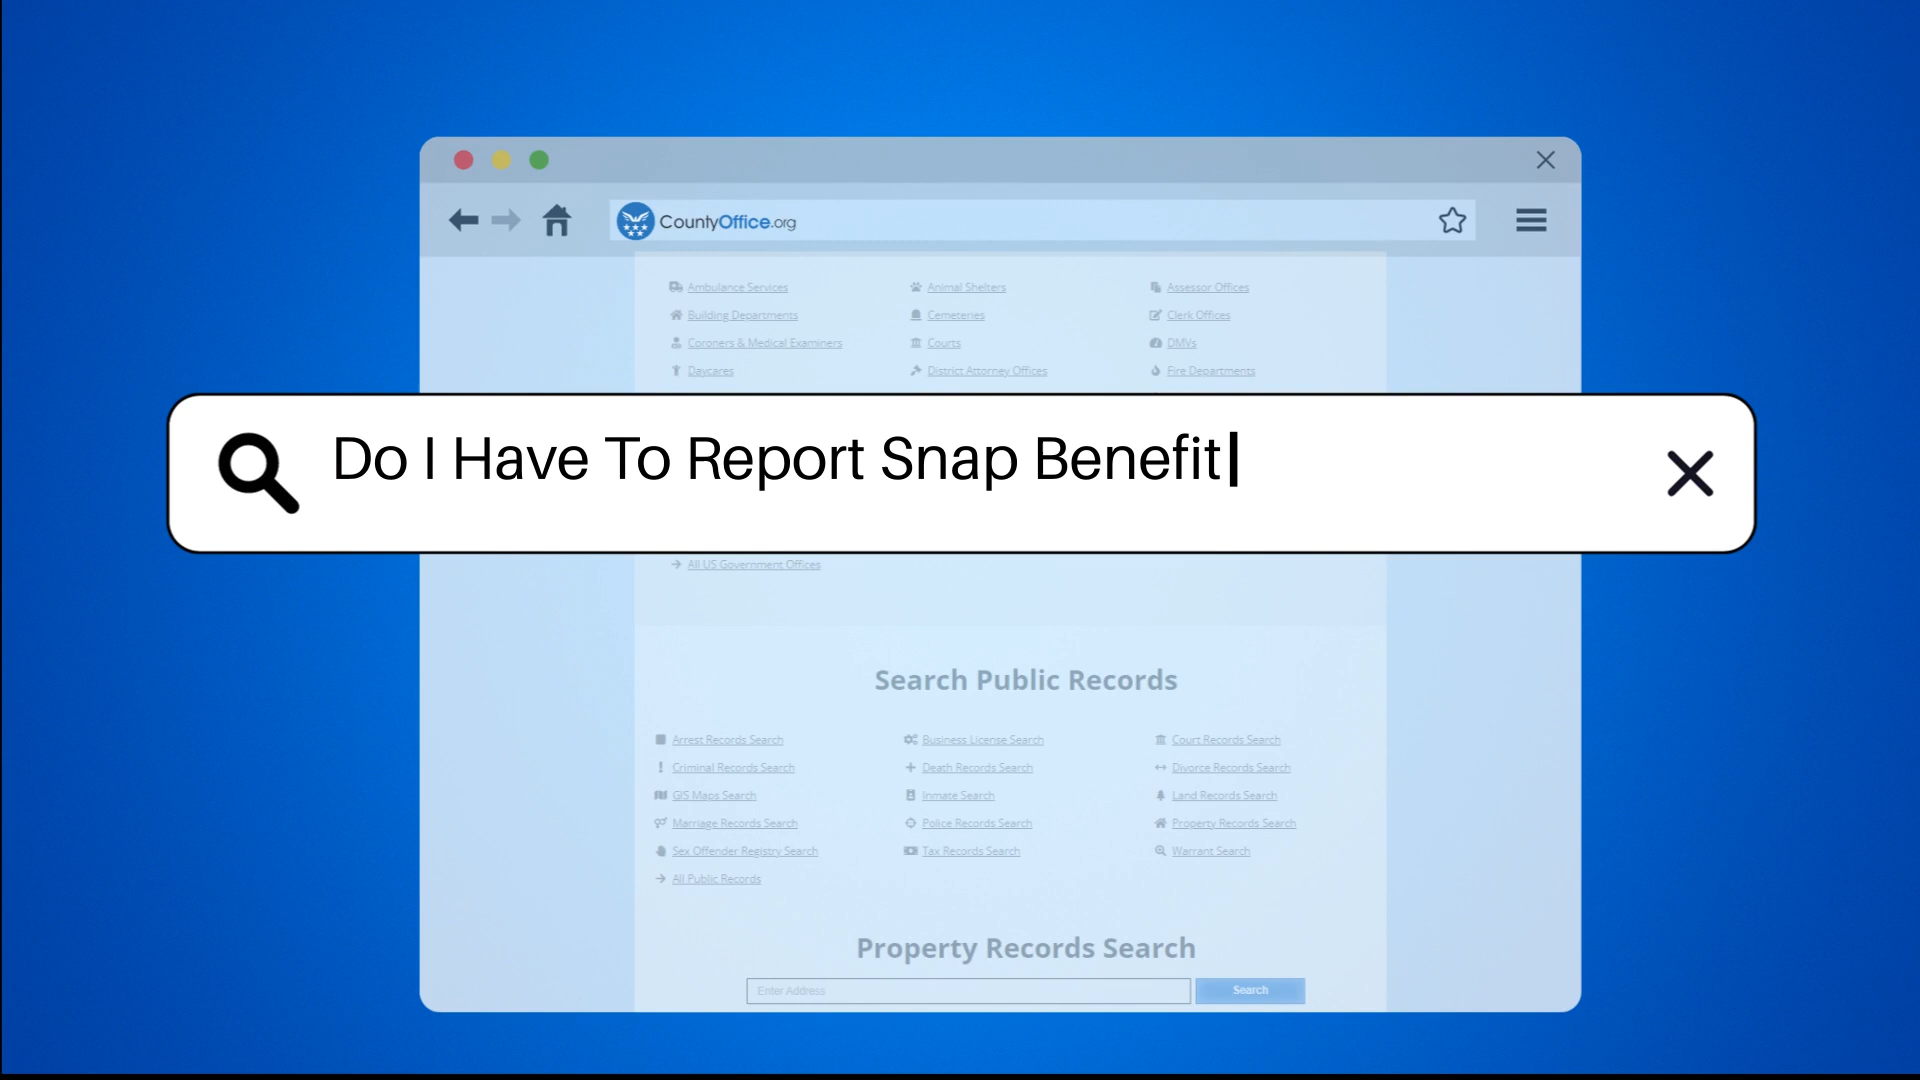 CountyOffice.org
Ambulance Services Animal Shelters Assessor Offices
Building Departments Cemeteries Clerk Offices
Coroners & Medical Examiners Courts DMVs
Daycares District Attorney Offices Fire Departments
Do I Have To Report Snap Benefit
All US Government Offices
Search Public Records
Arrest Records Search Business License Search Court Records Search
Criminal Records Search Death Records Search Divorce Records Search
GIS Maps Search Inmate Search Land Records Search
Marriage Records Search Police Records Search Property Records Search
Sex Offender Registry Search Tax Records Search Warrant Search
All Public Records
Property Records Search
Enter Address Search